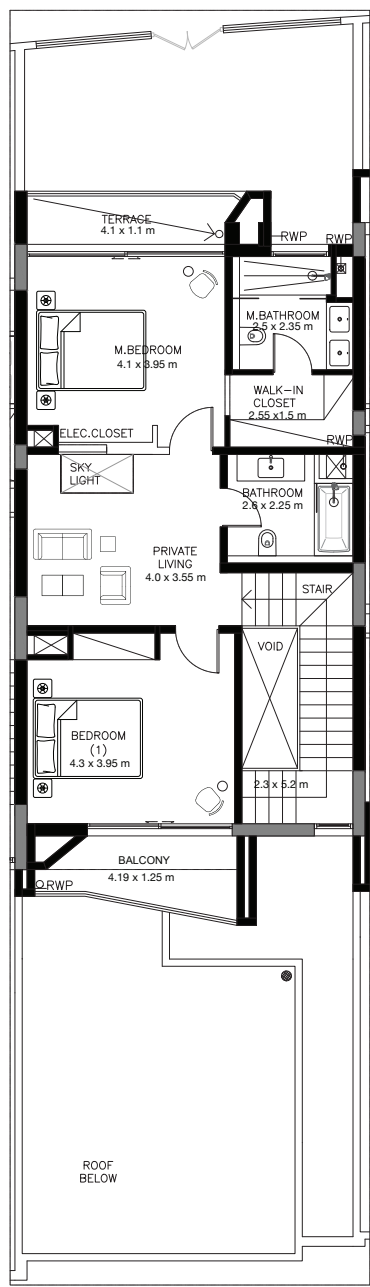 TERRACE
4.1 x 1.1 m
RWP
RWP
M.BATHROOM
2.5 x 2.35 m
M.BEDROOM
4.1 x 3.95 m
WALK-IN
CLOSET
2.55 x1.5 m
ELEC.CLOSET
RWP
SKY
LIGHT
BATHROOM
2.6 x 2.25 m
PRIVATE
LIVING
4.0 x 3.55 m
STAIR
VOID
BEDROOM
(1)
4.3 x 3.95 m
2.3 x 5.2 m
BALCONY
4.19 x 1.25 m
RWP
ROOF
BELOW